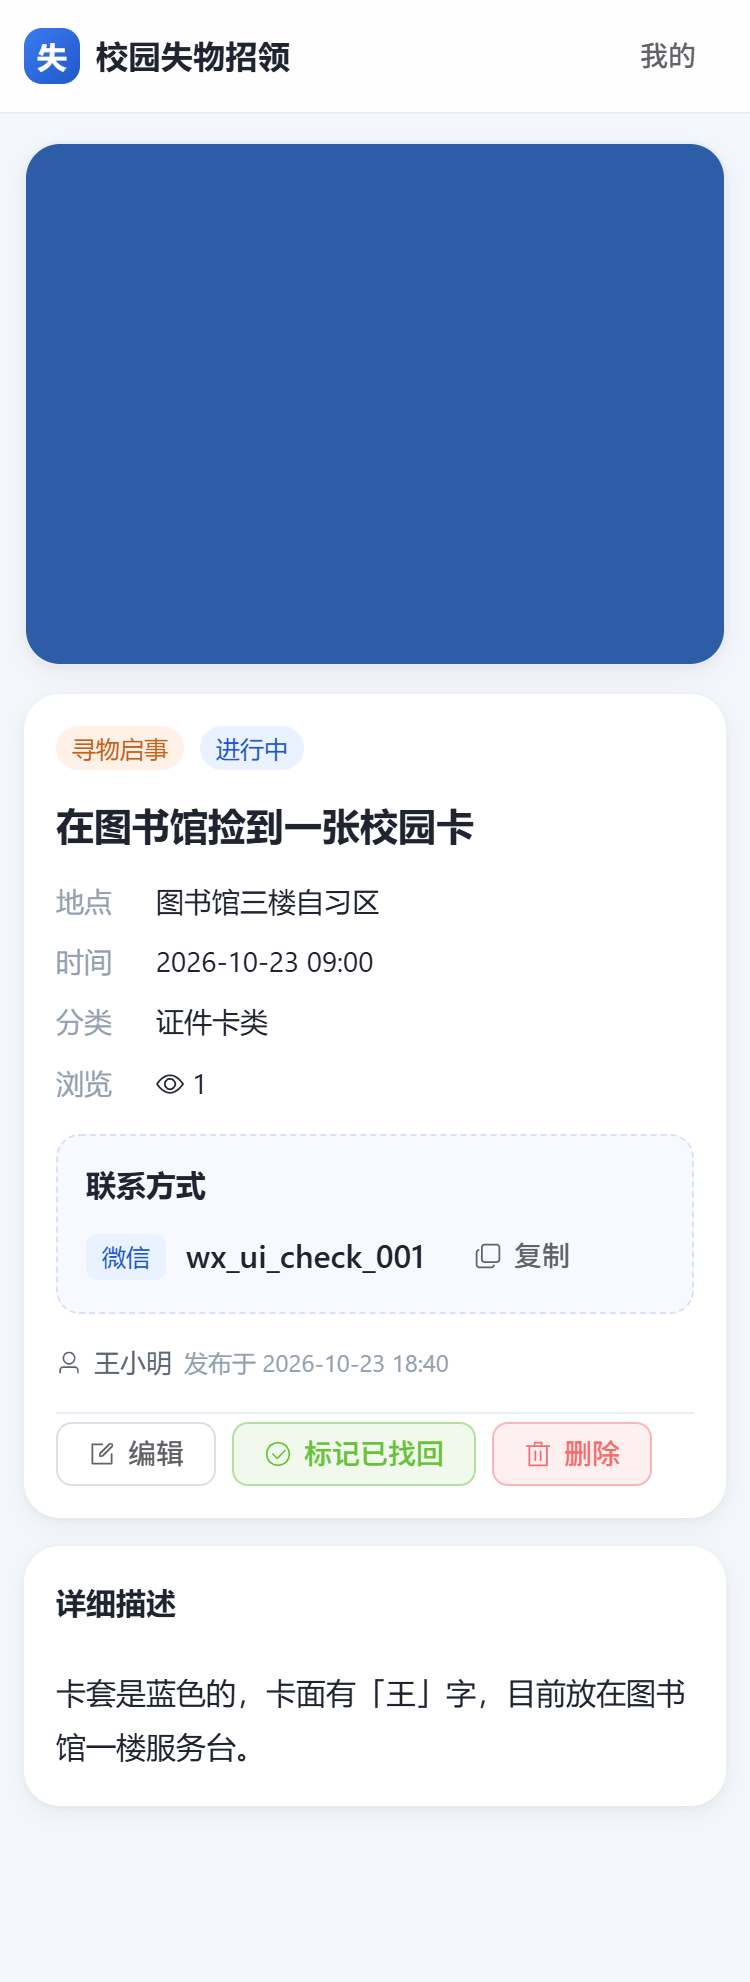 失 校园失物招领 我的
寻物启事 进行中
在图书馆捡到一张校园卡
地点 图书馆三楼自习区
时间 2026-10-23 09:00
分类 证件卡类
浏览 1
联系方式
微信 wx_ui_check_001 复制
王小明 发布于 2026-10-23 18:40
编辑 标记已找回 删除
详细描述
卡套是蓝色的，卡面有「王」字，目前放在图书
馆一楼服务台。